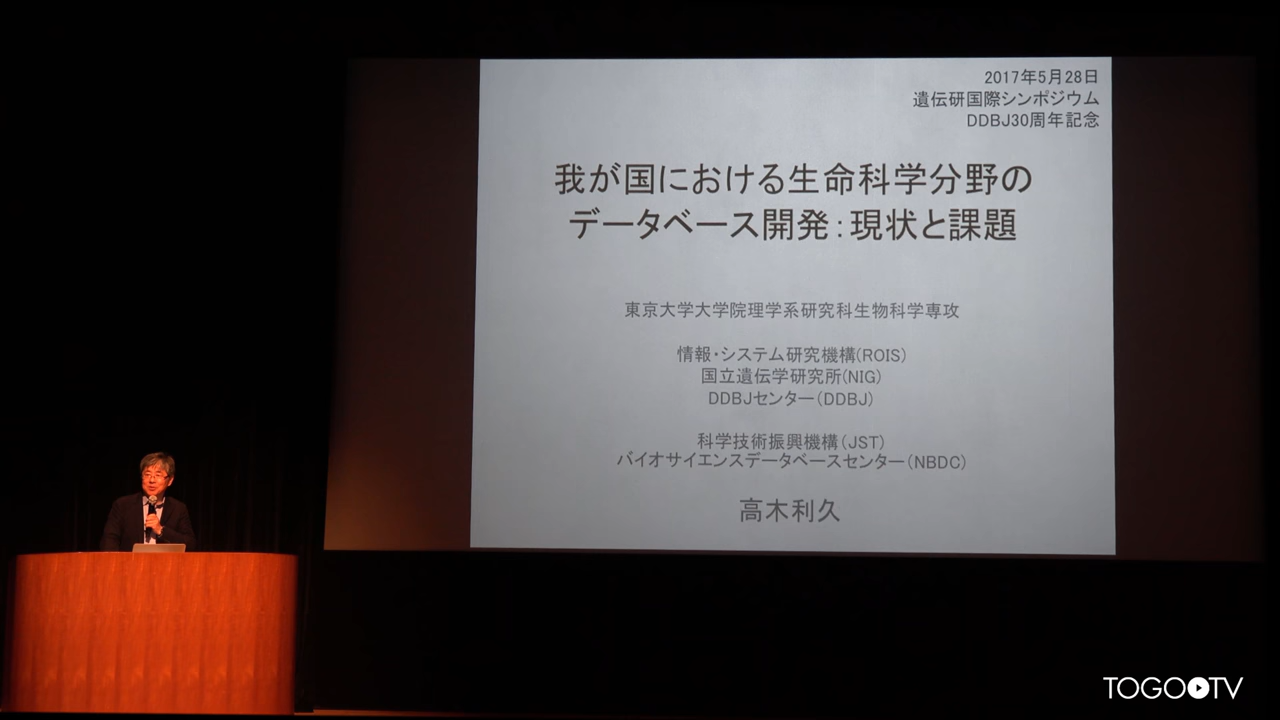 2017年5月28日
遺伝研国際シンポジウム
DDBJ30周年記念
我が国における生命科学分野の
データベース開発：現状と課題
東京大学大学院理学系研究科生物科学専攻
情報・システム研究機構(ROIS)
国立遺伝学研究所(NIG)
DDBJセンター(DDBJ)
科学技術振興機構(JST)
バイオサイエンスデータベースセンター(NBDC)
高木利久
TOGO TV